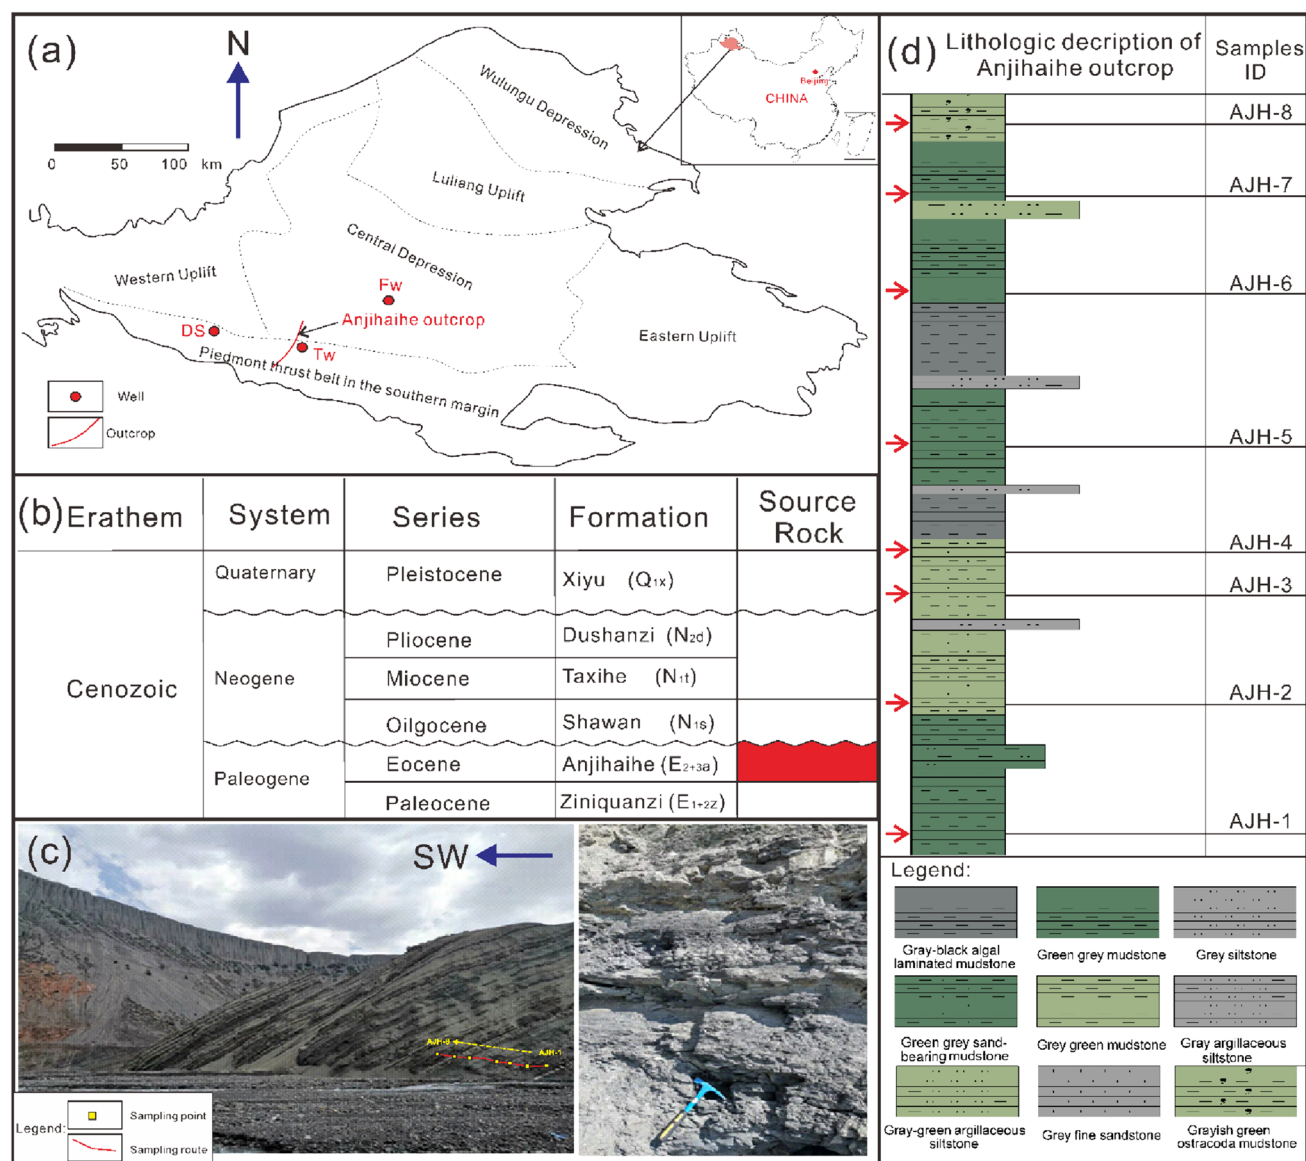 (a)
N
0 50 100 km
Wulungu Depression
Luliang Uplift
Central Depression
Western Uplift
Fw
Anjihaihe outcrop
DS
Tw
Eastern Uplift
Piedmont thrust belt in the southern margin
Well
Outcrop
Beijing
CHINA
(b)
Erathem System Series Formation Source Rock
Quaternary Pleistocene Xiyu (Q1x)
Pliocene Dushanzi (N2d)
Cenozoic Neogene Miocene Taxihe (N1t)
Oilgocene Shawan (N1s)
Paleogene Eocene Anjihaihe (E2+3a)
Paleocene Ziniquanzi (E1+2z)
(c)
SW
AJH-8
AJH-1
Legend:
Sampling point
Sampling route
(d) Lithologic decription of
Anjihaihe outcrop
Samples
ID
AJH-8
AJH-7
AJH-6
AJH-5
AJH-4
AJH-3
AJH-2
AJH-1
Legend:
Gray-black algal
laminated mudstone
Green grey mudstone
Grey siltstone
Green grey sand-
bearing mudstone
Grey green mudstone
Gray argillaceous
siltstone
Gray-green argillaceous
siltstone
Grey fine sandstone
Grayish green
ostracoda mudstone